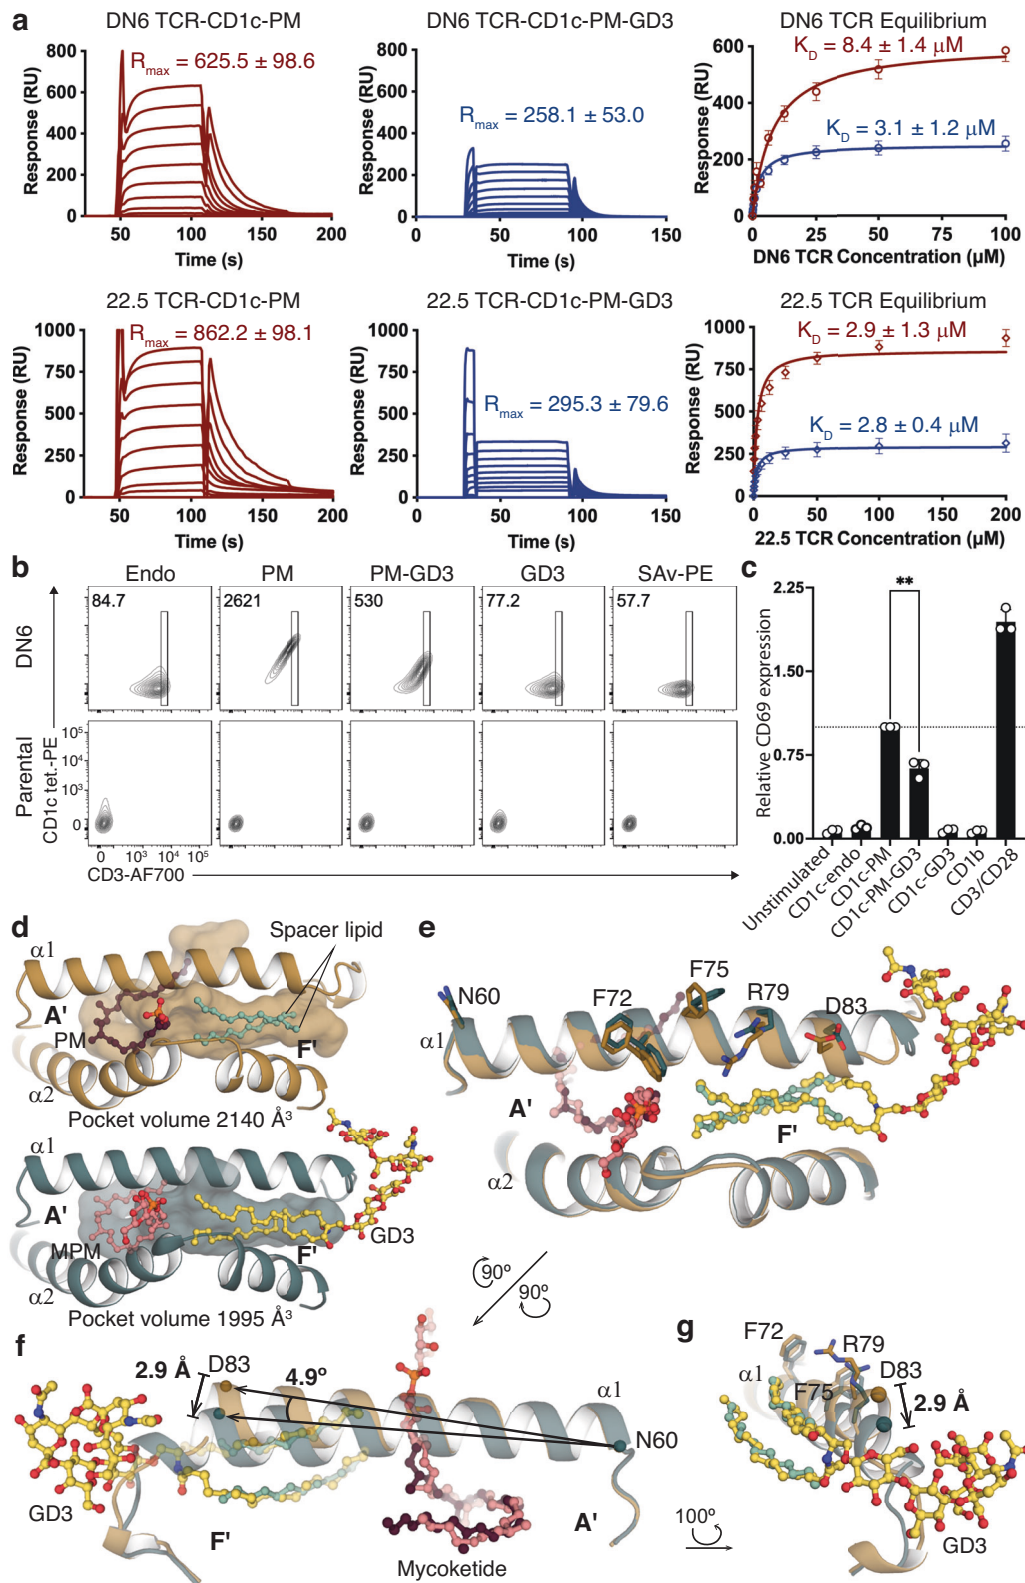 a
DN6 TCR-CD1c-PM
DN6 TCR-CD1c-PM-GD3
DN6 TCR Equilibrium
Response (RU)
800
600
400
200
0
Rmax = 625.5 ± 98.6
50
100
150
200
Time (s)
Response (RU)
800
600
400
200
0
Rmax = 258.1 ± 53.0
0
50
100
150
Time (s)
Response (RU)
600
400
200
0
KD = 8.4 ± 1.4 μM
KD = 3.1 ± 1.2 μM
0
25
50
75
100
DN6 TCR Concentration (μM)
22.5 TCR-CD1c-PM
22.5 TCR-CD1c-PM-GD3
22.5 TCR Equilibrium
Response (RU)
1000
750
500
250
0
Rmax = 862.2 ± 98.1
50
100
150
200
Time (s)
Response (RU)
1000
750
500
250
0
Rmax = 295.3 ± 79.6
0
50
100
150
Time (s)
Response (RU)
1000
750
500
250
0
KD = 2.9 ± 1.3 μM
KD = 2.8 ± 0.4 μM
0
50
100
150
200
22.5 TCR Concentration (μM)
b
Endo
PM
PM-GD3
GD3
SAv-PE
84.7
2621
530
77.2
57.7
DN6
Parental
CD1c tet.-PE
10⁵
10⁴
10³
0
0 10³ 10⁴ 10⁵
CD3-AF700
c
Relative CD69 expression
2.25
1.50
0.75
0.00
**
Unstimulated
CD1c-endo
CD1c-PM
CD1c-PM-GD3
CD1c-GD3
CD1b
CD3/CD28
d
Spacer lipid
α1
A'
PM
F'
α2
Pocket volume 2140 Å³
α1
A'
MPM
F'
GD3
α2
Pocket volume 1995 Å³
e
N60
F72
F75
R79
D83
α1
A'
F'
α2
90º
90º
f
2.9 Å
D83
4.9º
α1
N60
GD3
F'
A'
Mycoketide
100º
g
F72
R79
α1
D83
F75
2.9 Å
GD3